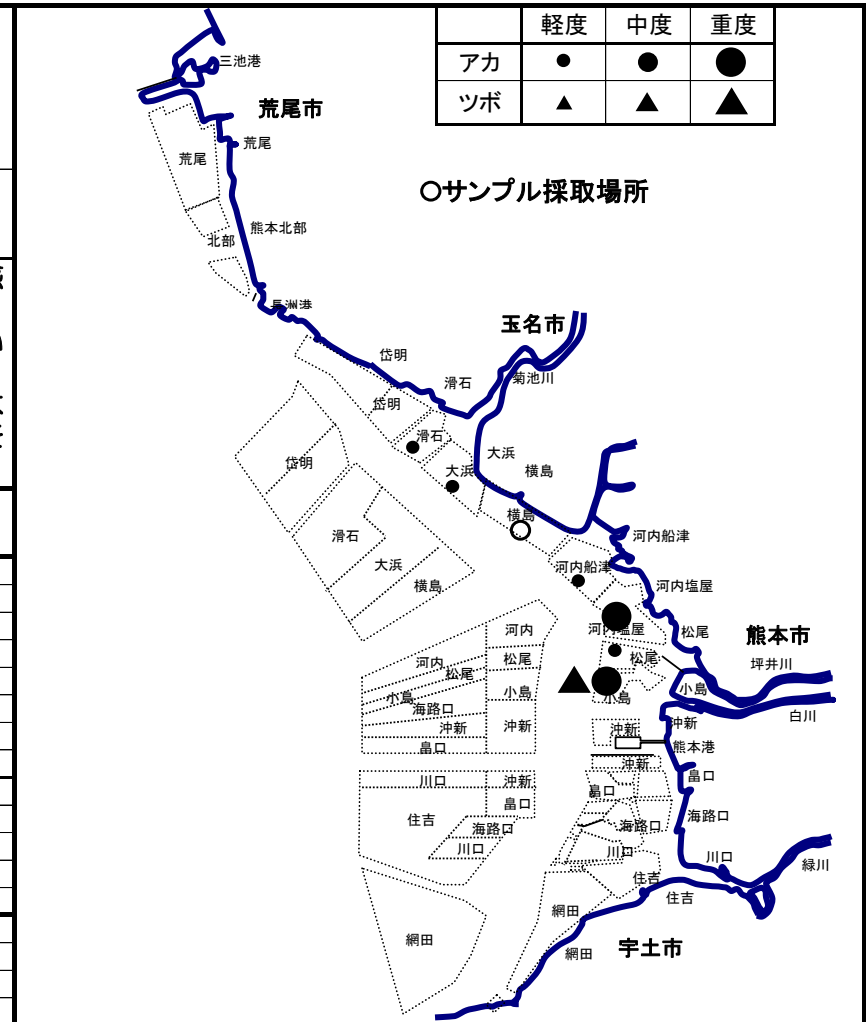 軽度 中度 重度
アカ
ツボ
○サンプル採取場所
三池港
荒尾市
荒尾
荒尾
熊本北部
北部
長洲港
玉名市
岱明
滑石
菊池川
岱明
滑石
大浜
大浜
横島
横島
岱明
滑石
大浜
横島
河内船津
河内船津
河内塩屋
河内塩屋
松尾
松尾
熊本市
坪井川
小島
小島
白川
河内
松尾
小島
沖新
河内
松尾
小島
海路口
沖新
畠口
沖新
沖新
熊本港
沖新
畠口
畠口
海路口
海路口
川口
川口
緑川
住吉
住吉
川口
沖新
畠口
住吉
海路口
川口
網田
網田
網田
宇土市